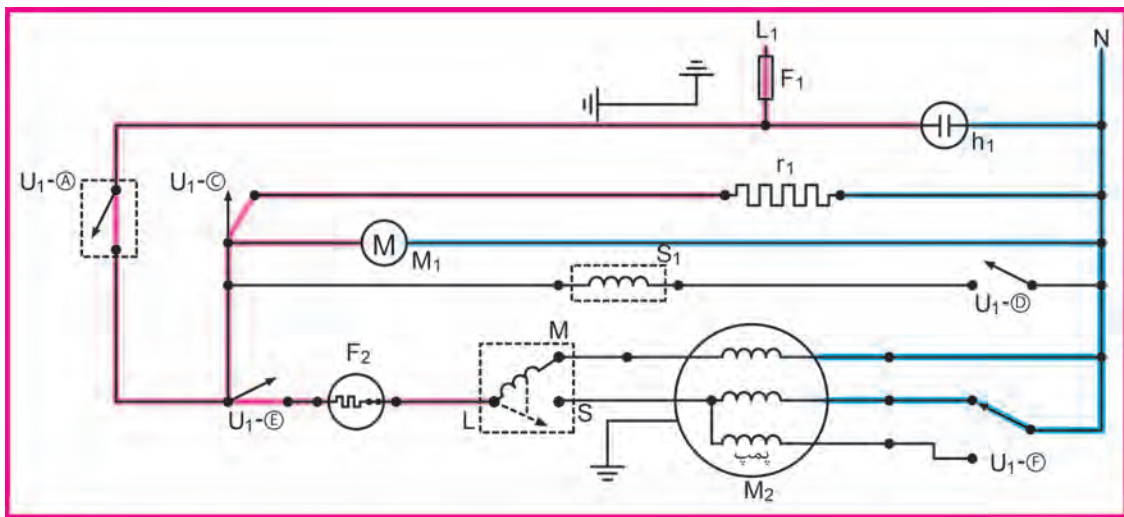 L1 N
F1
h1
U1-Ⓐ U1-Ⓒ r1
M M1
S1
U1-Ⓓ
M
F2
L S
U1-Ⓔ
پمپ U1-Ⓕ
M2